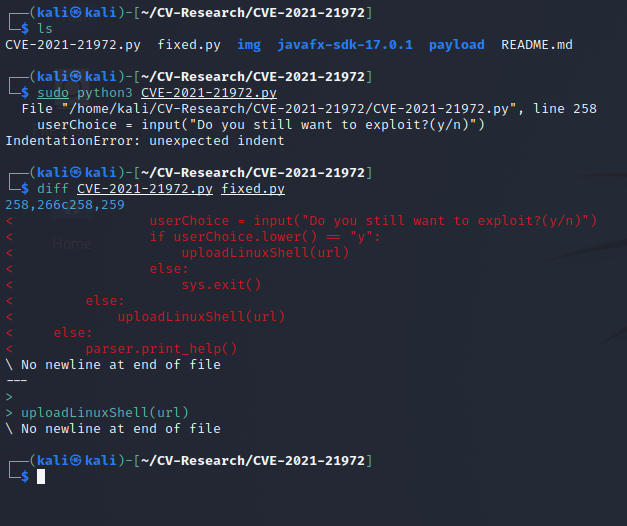 ┌──(kali㉿kali)-[~/CV-Research/CVE-2021-21972]
└─$ ls
CVE-2021-21972.py  fixed.py  img  javafx-sdk-17.0.1  payload  README.md
┌──(kali㉿kali)-[~/CV-Research/CVE-2021-21972]
└─$ sudo python3 CVE-2021-21972.py
  File "/home/kali/CV-Research/CVE-2021-21972/CVE-2021-21972.py", line 258
    userChoice = input("Do you still want to exploit?(y/n)")
IndentationError: unexpected indent
┌──(kali㉿kali)-[~/CV-Research/CVE-2021-21972]
└─$ diff CVE-2021-21972.py fixed.py
258,266c258,259
<                 userChoice = input("Do you still want to exploit?(y/n)")
<                 if userChoice.lower() == "y":
<                     uploadLinuxShell(url)
<                 else:
<                     sys.exit()
<         else:
<             uploadLinuxShell(url)
<     else:
<         parser.print_help()
\ No newline at end of file
---
>
> uploadLinuxShell(url)
\ No newline at end of file
┌──(kali㉿kali)-[~/CV-Research/CVE-2021-21972]
└─$
Home